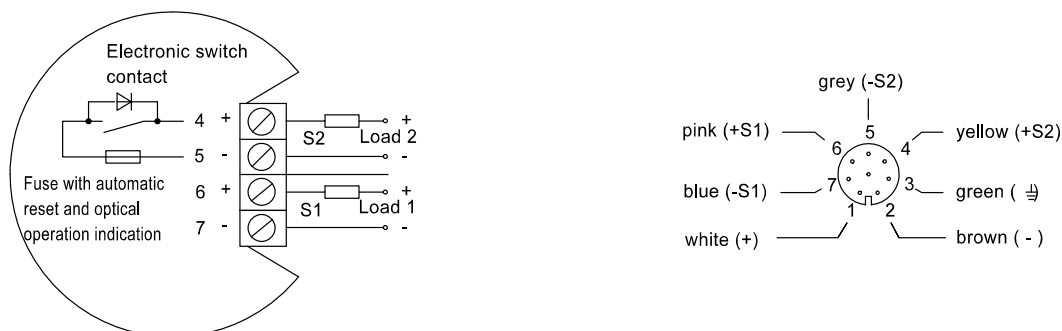 Electronic switch
contact
4 + S2 Load 2 +
5 - -
6 + S1 Load 1 +
7 - -
Fuse with automatic
reset and optical
operation indication
grey (-S2)
pink (+S1) 6 5 4 yellow (+S2)
blue (-S1) 7 3 green (⏚)
white (+) 1 2 brown ( - )